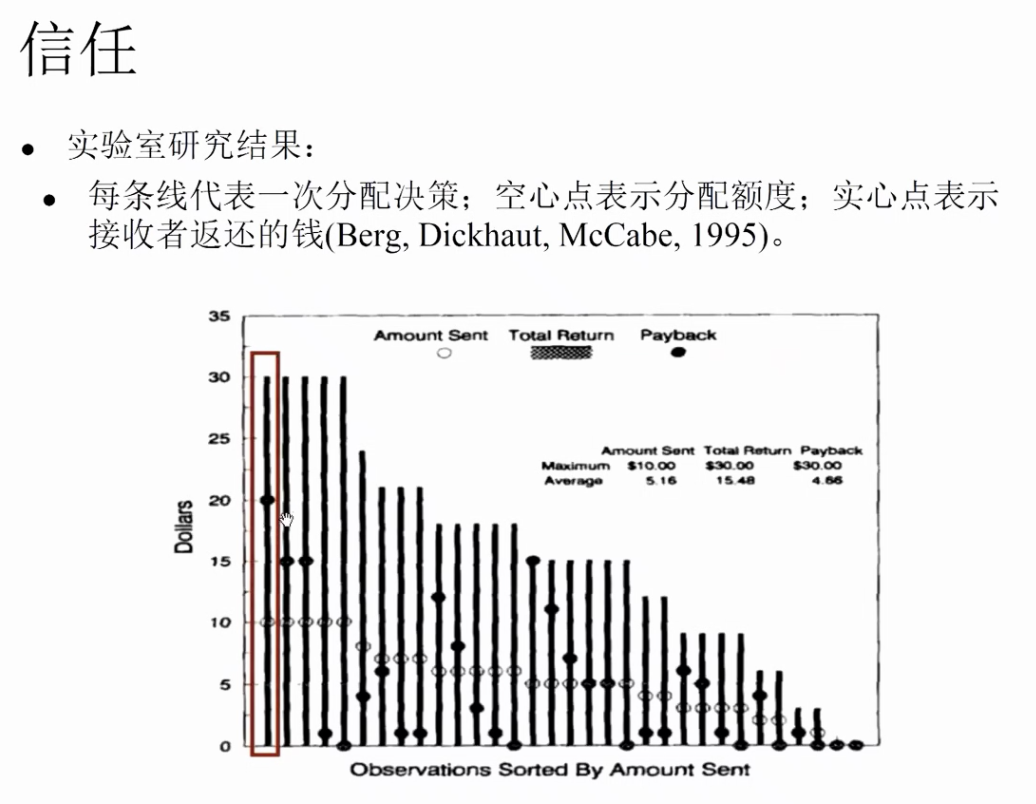 信任
实验室研究结果：
每条线代表一次分配决策；空心点表示分配额度；实心点表示
接收者返还的钱(Berg, Dickhaut, McCabe, 1995)。
Amount Sent Total Return Payback
35
30
25
20
15
10
5
0
Dollars
Amount Sent Total Return Payback
Maximum $10.00 $30.00 $30.00
Average 5.16 15.48 4.66
Observations Sorted By Amount Sent